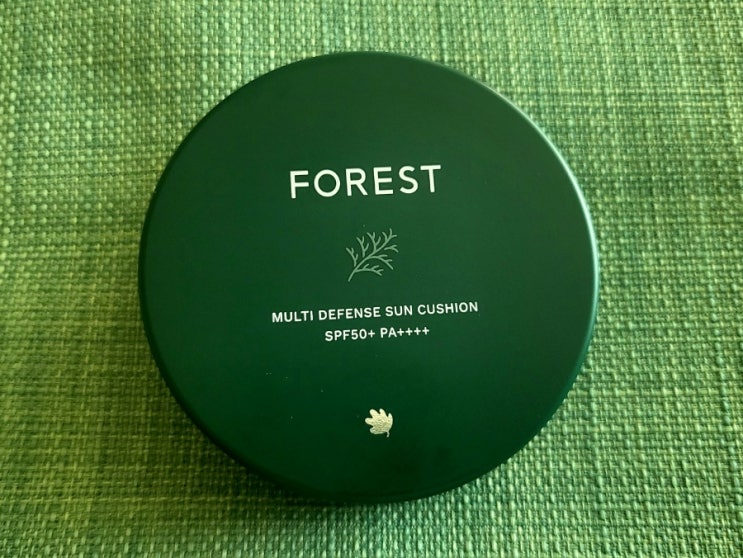 FOREST
MULTI DEFENSE SUN CUSHION
SPF50+ PA++++